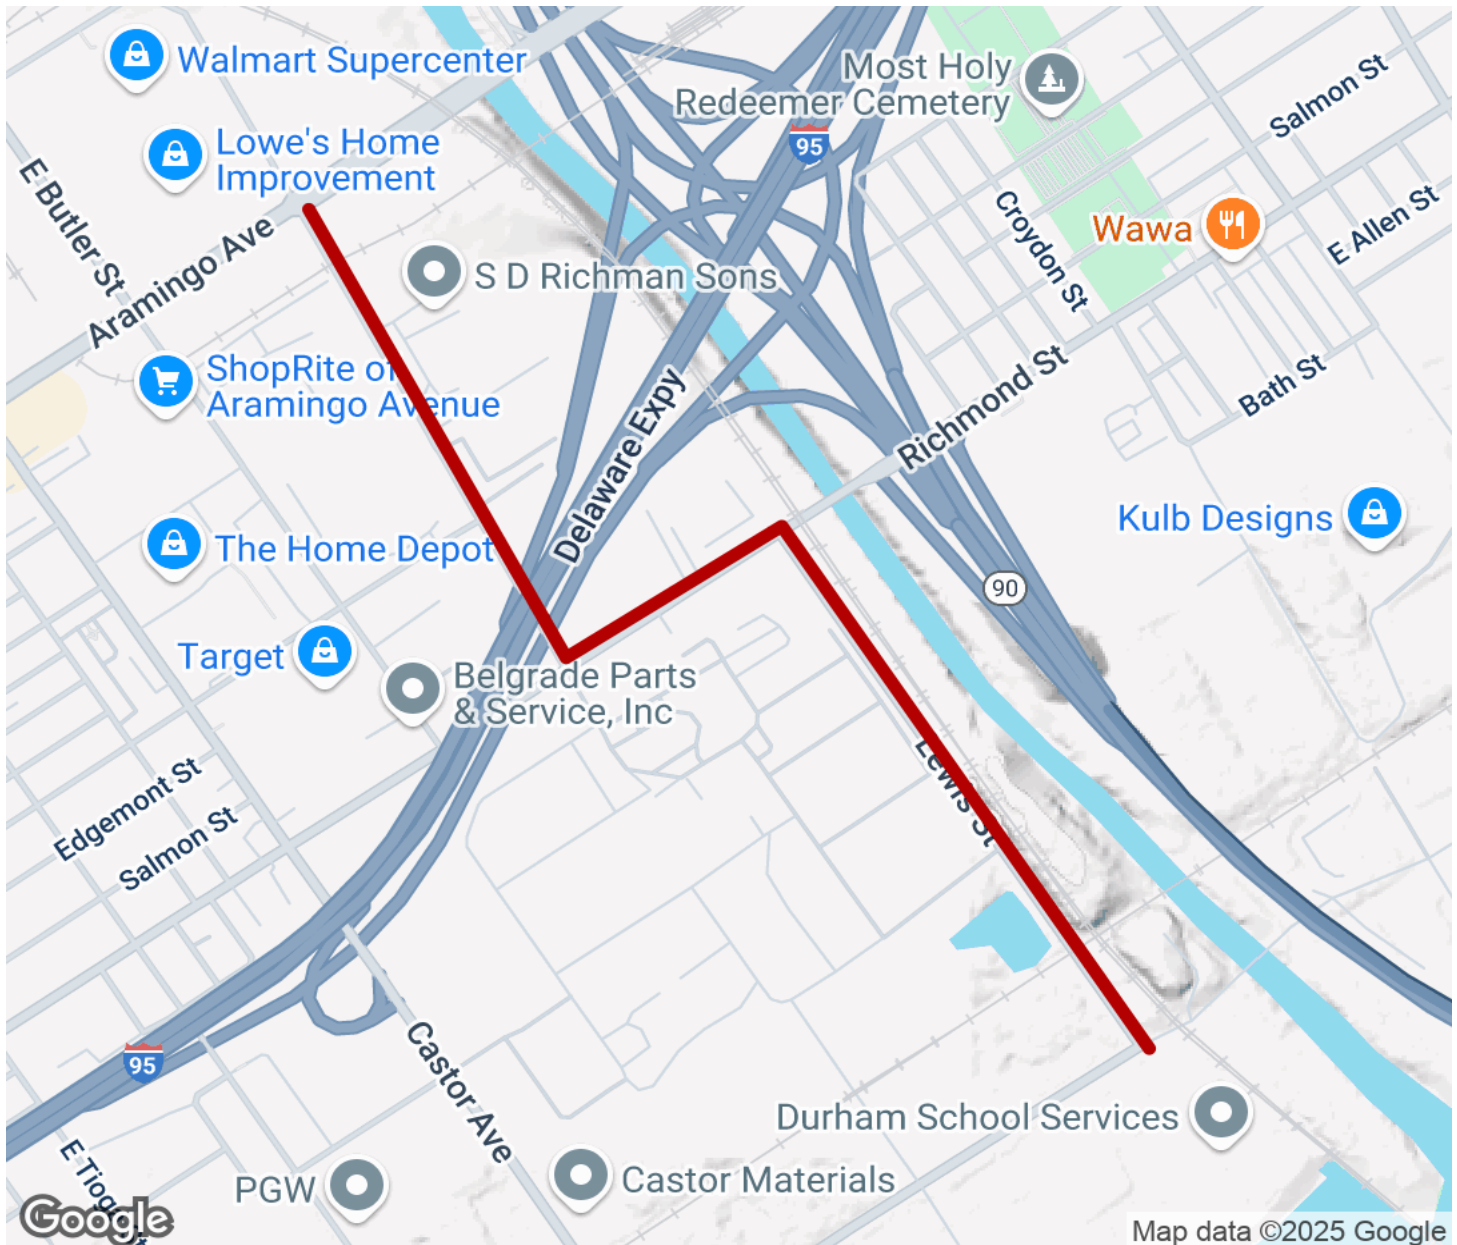 Walmart Supercenter
Most Holy
Redeemer Cemetery
Salmon St
95
Lowe's Home
Improvement
E Butler St
Croydon St
E Allen St
Wawa
Aramingo Ave
S D Richman Sons
ShopRite of
Aramingo Avenue
Delaware Expy
Richmond St
Bath St
Kulb Designs
The Home Depot
90
Target
Belgrade Parts
& Service, Inc
Lewis St
Edgemont St
Salmon St
95
Castor Ave
Durham School Services
E Tioga St
PGW
Castor Materials
Google
Map data ©2025 Google